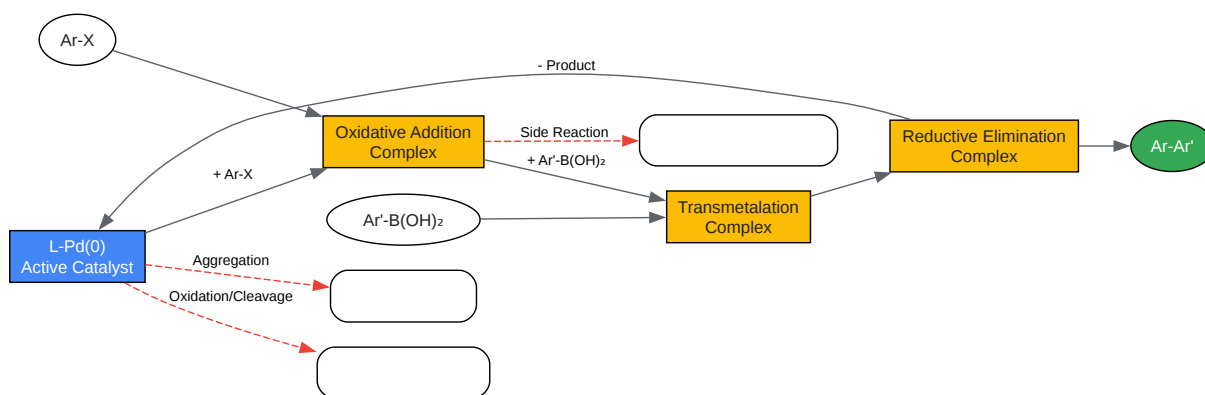 Ar-X
- Product
Oxidative Addition
Complex
Side Reaction
Reductive Elimination
Complex
Ar-Ar'
+ Ar'-B(OH)₂
+ Ar-X
Ar'-B(OH)₂
Transmetalation
Complex
L-Pd(0)
Active Catalyst
Aggregation
Oxidation/Cleavage